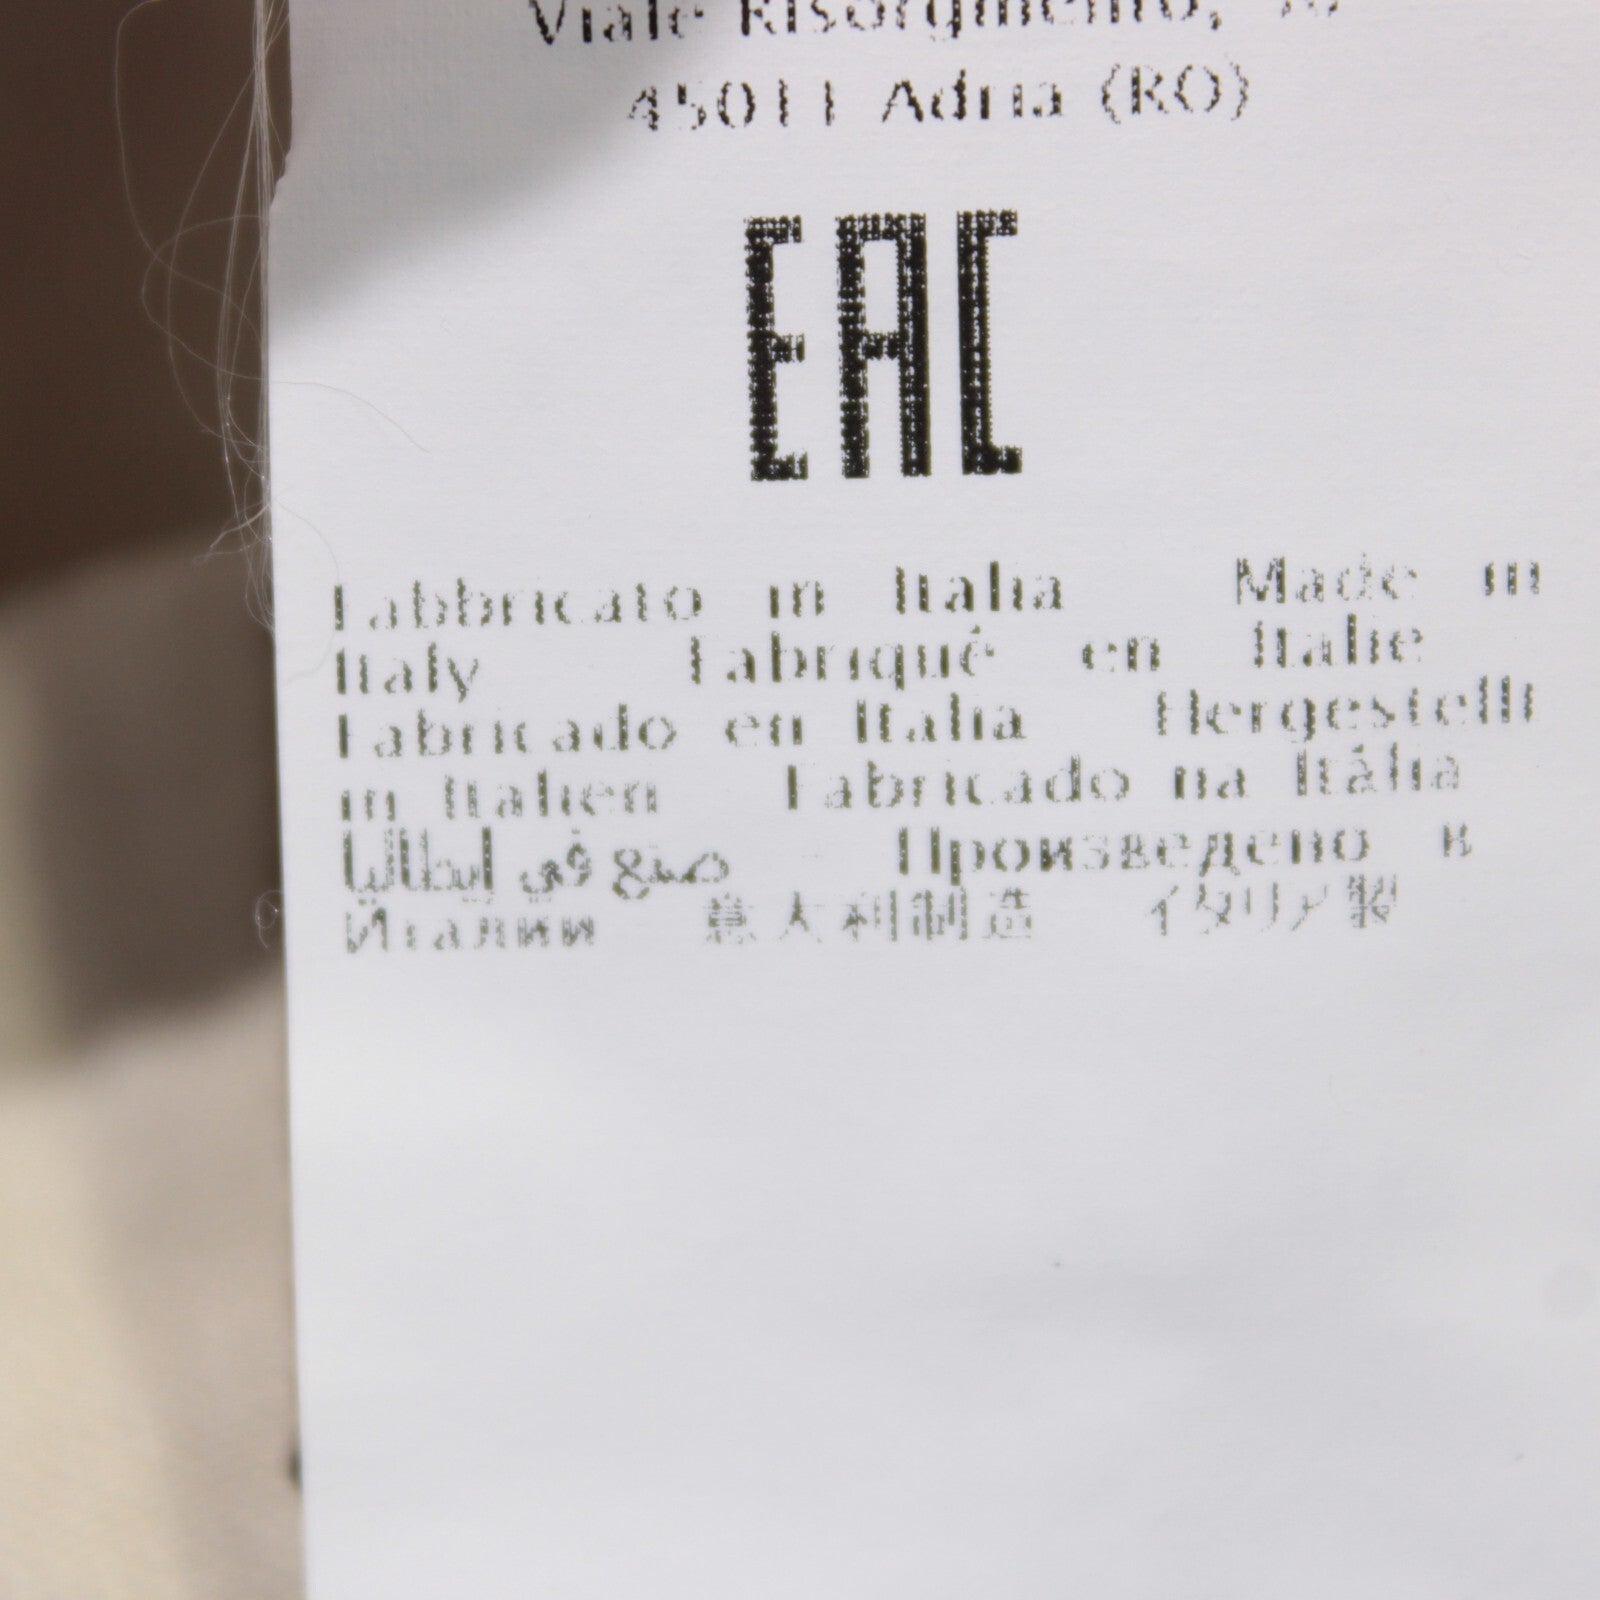 Viale Risorgimento,
45011 Adria (RO)
EAC
Fabbricato in Italia Made in
Italy Fabriqué en Italie
Fabricado en Italia Hergestellt
in Italien Fabricado na Itália
صنع في إيطاليا Произведено в
Италии 意大利制造 イタリア製